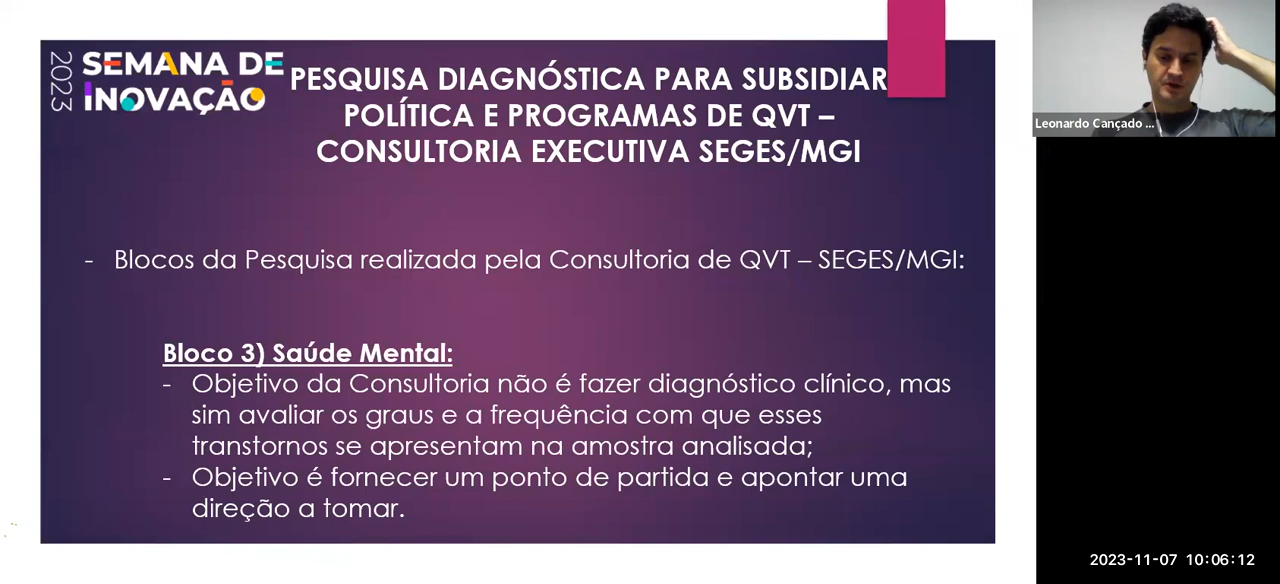 2023
SEMANA DE
INOVAÇÃO
PESQUISA DIAGNÓSTICA PARA SUBSIDIAR
POLÍTICA E PROGRAMAS DE QVT –
CONSULTORIA EXECUTIVA SEGES/MGI
- Blocos da Pesquisa realizada pela Consultoria de QVT – SEGES/MGI:
Bloco 3) Saúde Mental:
- Objetivo da Consultoria não é fazer diagnóstico clínico, mas
sim avaliar os graus e a frequência com que esses
transtornos se apresentam na amostra analisada;
- Objetivo é fornecer um ponto de partida e apontar uma
direção a tomar.
Leonardo Cançado ...
2023-11-07 10:06:12